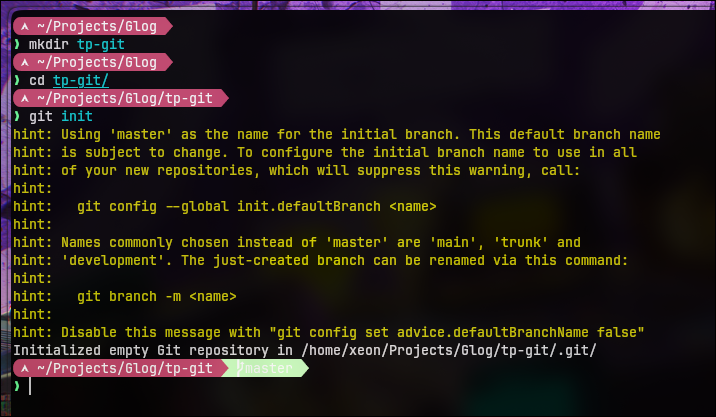 ~/Projects/Glog
❯ mkdir tp-git
~/Projects/Glog
❯ cd tp-git/
~/Projects/Glog/tp-git
❯ git init
hint: Using 'master' as the name for the initial branch. This default branch name
hint: is subject to change. To configure the initial branch name to use in all
hint: of your new repositories, which will suppress this warning, call:
hint:
hint:   git config --global init.defaultBranch <name>
hint:
hint: Names commonly chosen instead of 'master' are 'main', 'trunk' and
hint: 'development'. The just-created branch can be renamed via this command:
hint:
hint:   git branch -m <name>
hint:
hint: Disable this message with "git config set advice.defaultBranchName false"
Initialized empty Git repository in /home/xeon/Projects/Glog/tp-git/.git/
~/Projects/Glog/tp-git master
❯